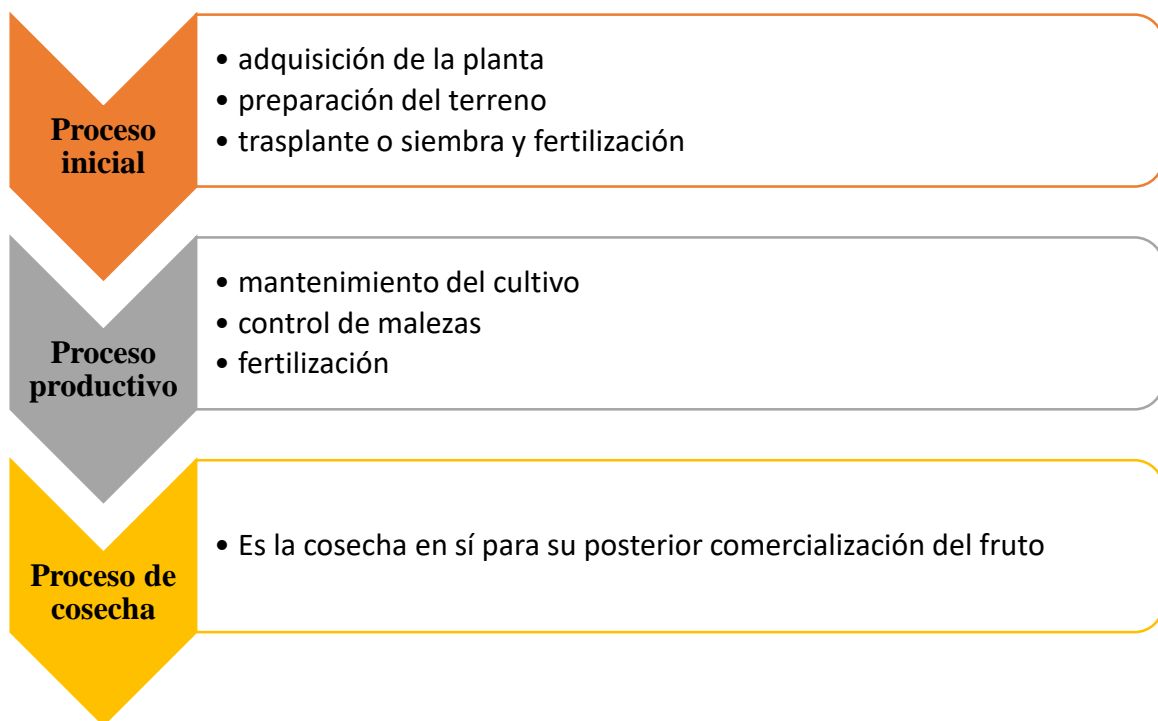 Proceso
inicial
• adquisición de la planta
• preparación del terreno
• trasplante o siembra y fertilización
Proceso
productivo
• mantenimiento del cultivo
• control de malezas
• fertilización
Proceso de
cosecha
• Es la cosecha en sí para su posterior comercialización del fruto